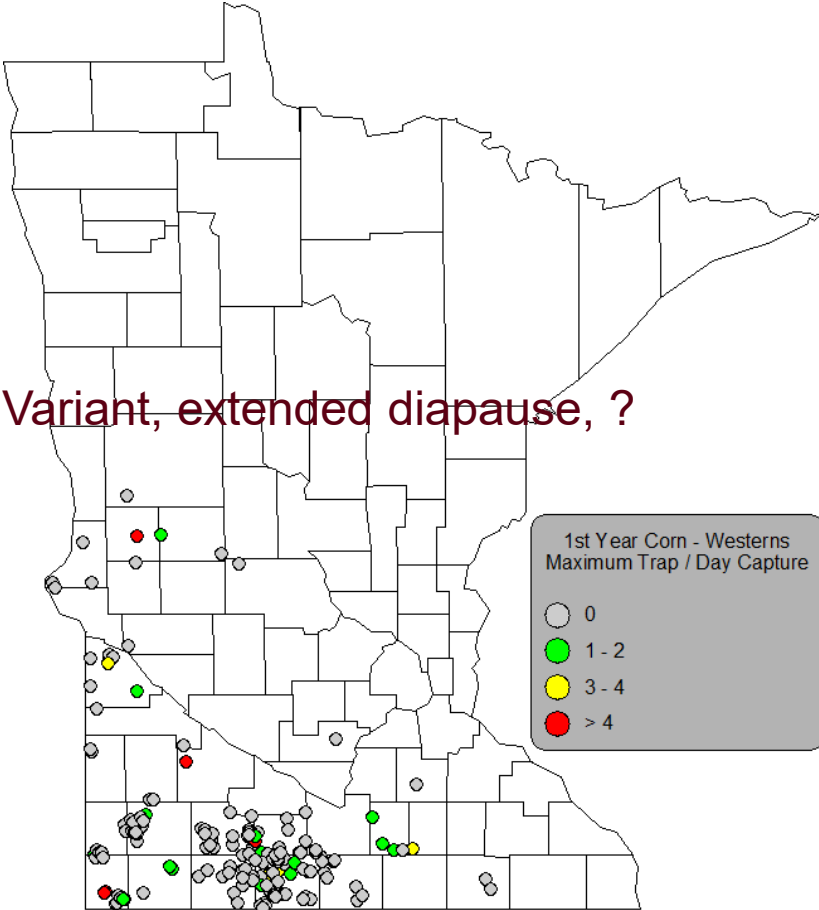 Variant, extended diapause, ?
1st Year Corn - Westerns
Maximum Trap / Day Capture
0
1 - 2
3 - 4
> 4